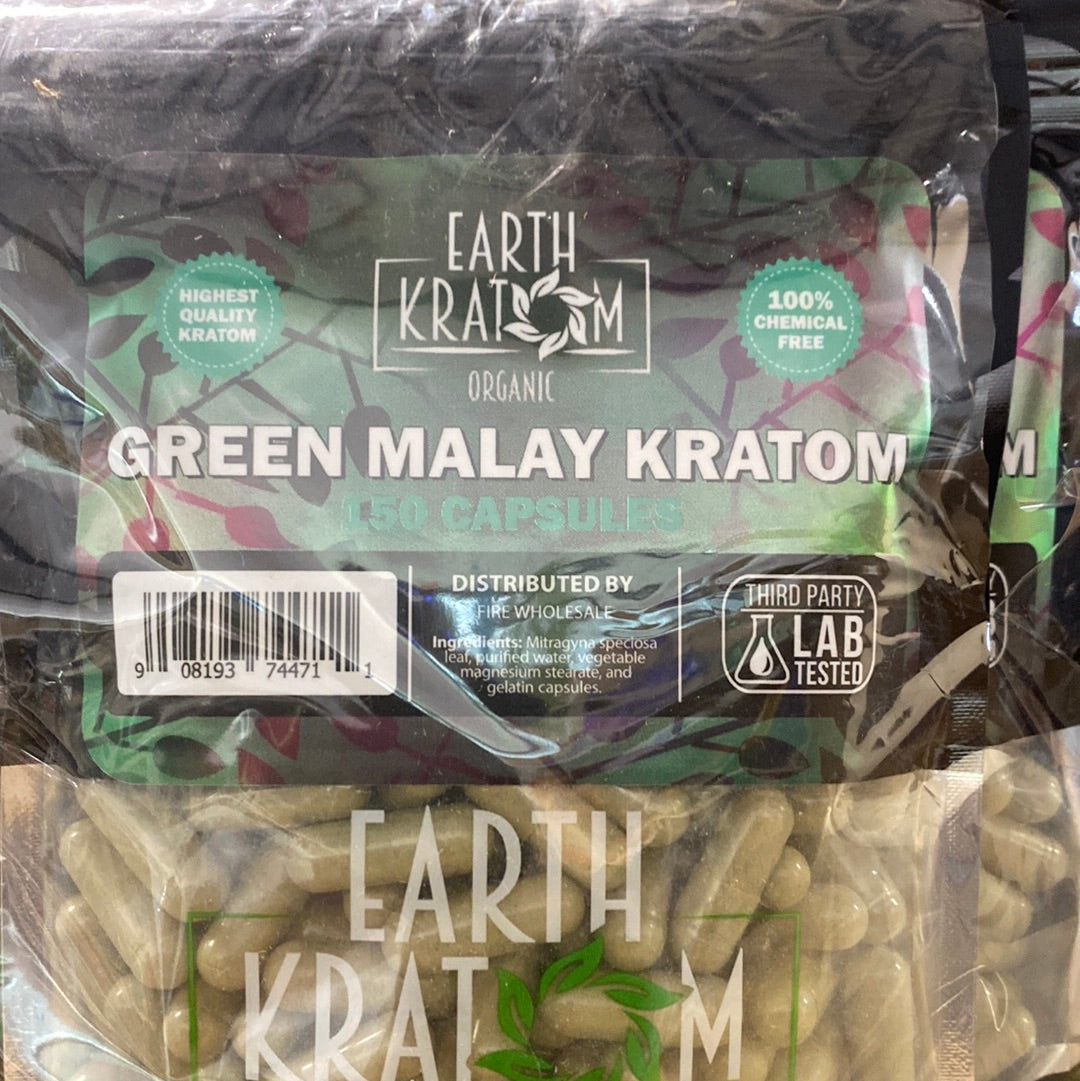 EARTH
KRATOM
ORGANIC
HIGHEST
QUALITY
KRATOM
100%
CHEMICAL
FREE
GREEN MALAY KRATOM
150 CAPSULES
M
9 08193 74471 1
DISTRIBUTED BY
FIRE WHOLESALE
Ingredients: Mitragyna speciosa
leaf, purified water, vegetable
magnesium stearate, and
gelatin capsules.
THIRD PARTY
LAB
TESTED
EARTH
KRATOM